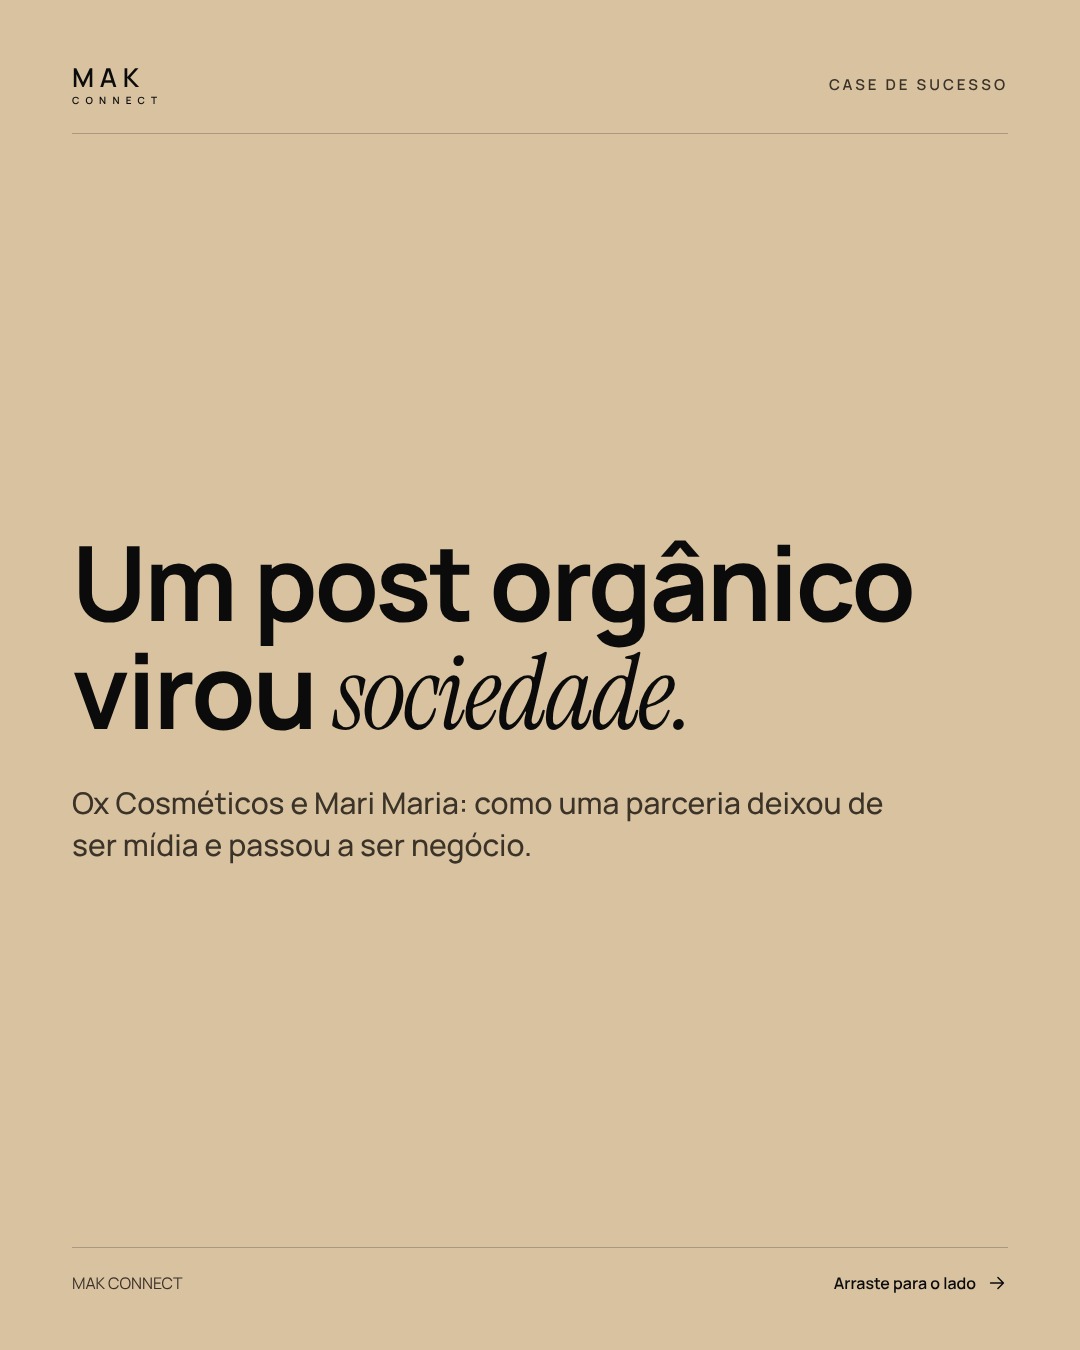 MAK
CONNECT
CASE DE SUCESSO
Um post orgânico
virou sociedade.
Ox Cosméticos e Mari Maria: como uma parceria deixou de
ser mídia e passou a ser negócio.
MAK CONNECT
Arraste para o lado →